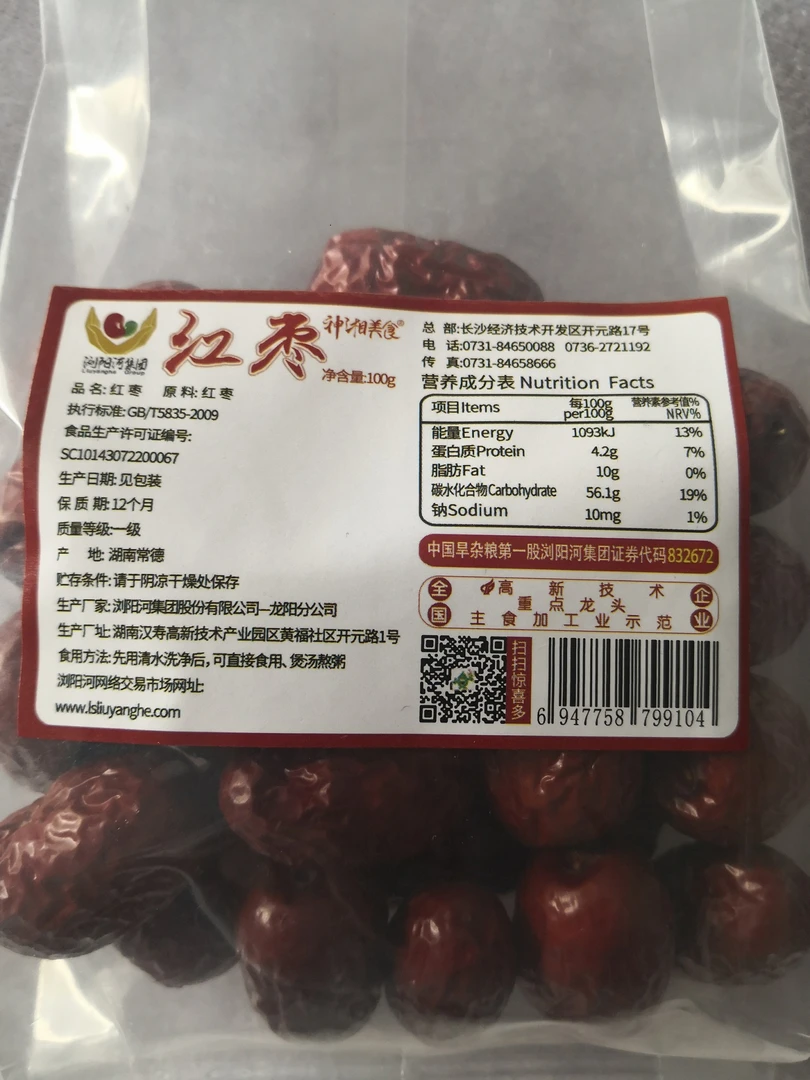 浏阳河集团
Liuyanghe Group
红枣
神湘美食®
净含量:100g
品名:红枣 原料:红枣
执行标准:GB/T5835-2009
食品生产许可证编号:
SC10143072200067
生产日期:见包装
保质期:12个月
质量等级:一级
产 地:湖南常德
贮存条件:请于阴凉干燥处保存
生产厂家:浏阳河集团股份有限公司—龙阳分公司
生产厂址:湖南汉寿高新技术产业园区黄福社区开元路1号
食用方法:先用清水洗净后,可直接食用、煲汤熬粥
浏阳河网络交易市场网址:
www.lsliuyanghe.com
总 部:长沙经济技术开发区开元路17号
电 话:0731-84650088 0736-2721192
传 真:0731-84658666
营养成分表 Nutrition Facts
项目Items 每100g per100g 营养素参考值% NRV%
能量Energy 1093kJ 13%
蛋白质Protein 4.2g 7%
脂肪Fat 10g 0%
碳水化合物Carbohydrate 56.1g 19%
钠Sodium 10mg 1%
中国旱杂粮第一股浏阳河集团证券代码832672
全国
高新技术
重点龙头
主食加工业示范
企业
扫扫惊喜多
6 947758 799104